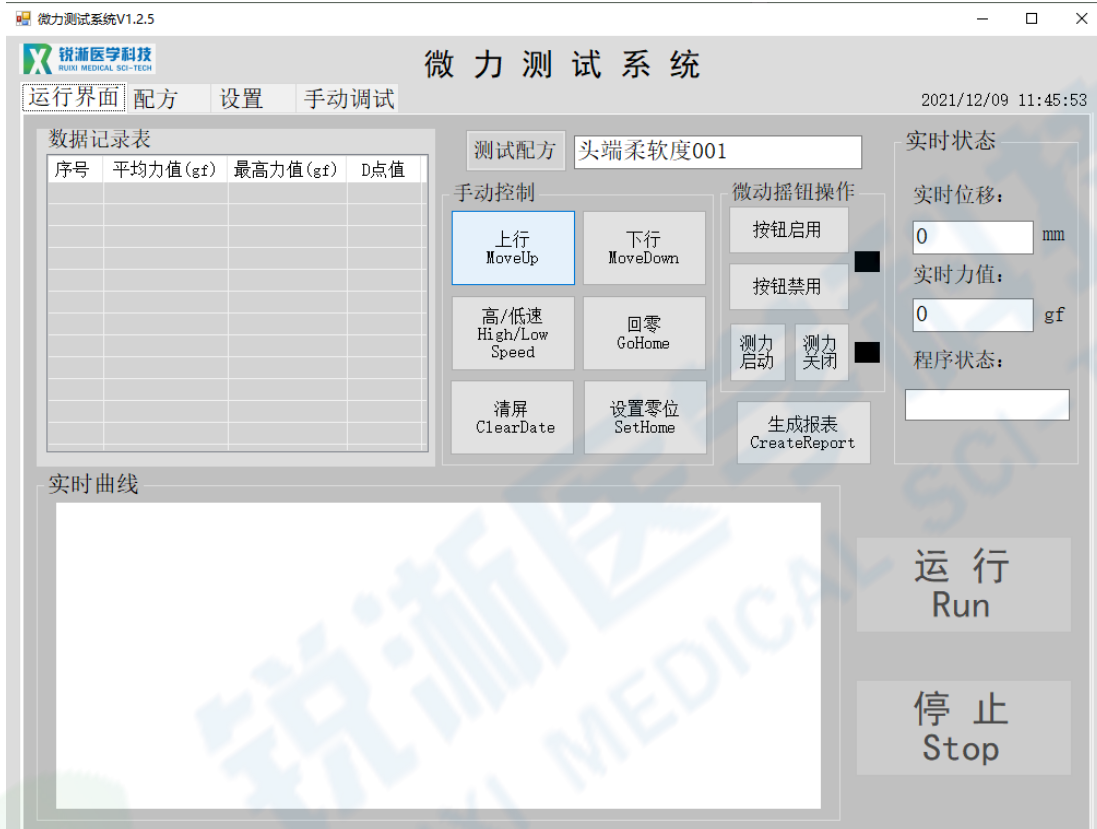 微力测试系统V1.2.5
锐渐医学科技
RUIXI MEDICAL SCI-TECH
微力测试系统
运行界面 配方 设置 手动调试
2021/12/09 11:45:53
数据记录表
序号 平均力值(gf) 最高力值(gf) D点值
测试配方 头端柔软度001
手动控制
上行
MoveUp
下行
MoveDown
高/低速
High/Low
Speed
回零
GoHome
清屏
ClearDate
设置零位
SetHome
微动摇钮操作
按钮启用
按钮禁用
测力
启动
测力
关闭
生成报表
CreateReport
实时状态
实时位移:
0 mm
实时力值:
0 gf
程序状态:
实时曲线
运 行
Run
停 止
Stop